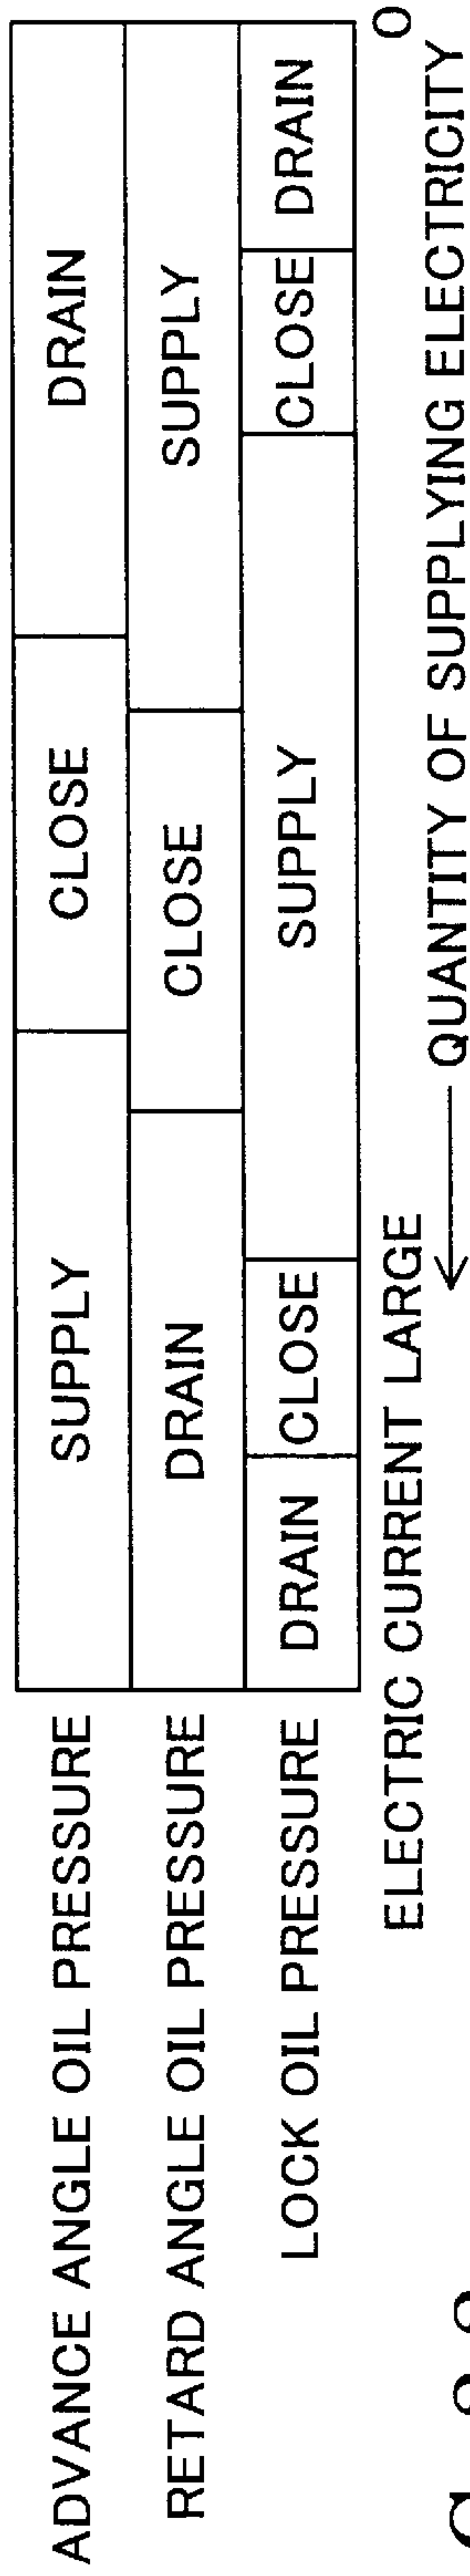 ADVANCE ANGLE OIL PRESSURE SUPPLY CLOSE DRAIN
RETARD ANGLE OIL PRESSURE DRAIN CLOSE SUPPLY
LOCK OIL PRESSURE DRAIN CLOSE SUPPLY CLOSE DRAIN
ELECTRIC CURRENT LARGE 0
← QUANTITY OF SUPPLYING ELECTRICITY